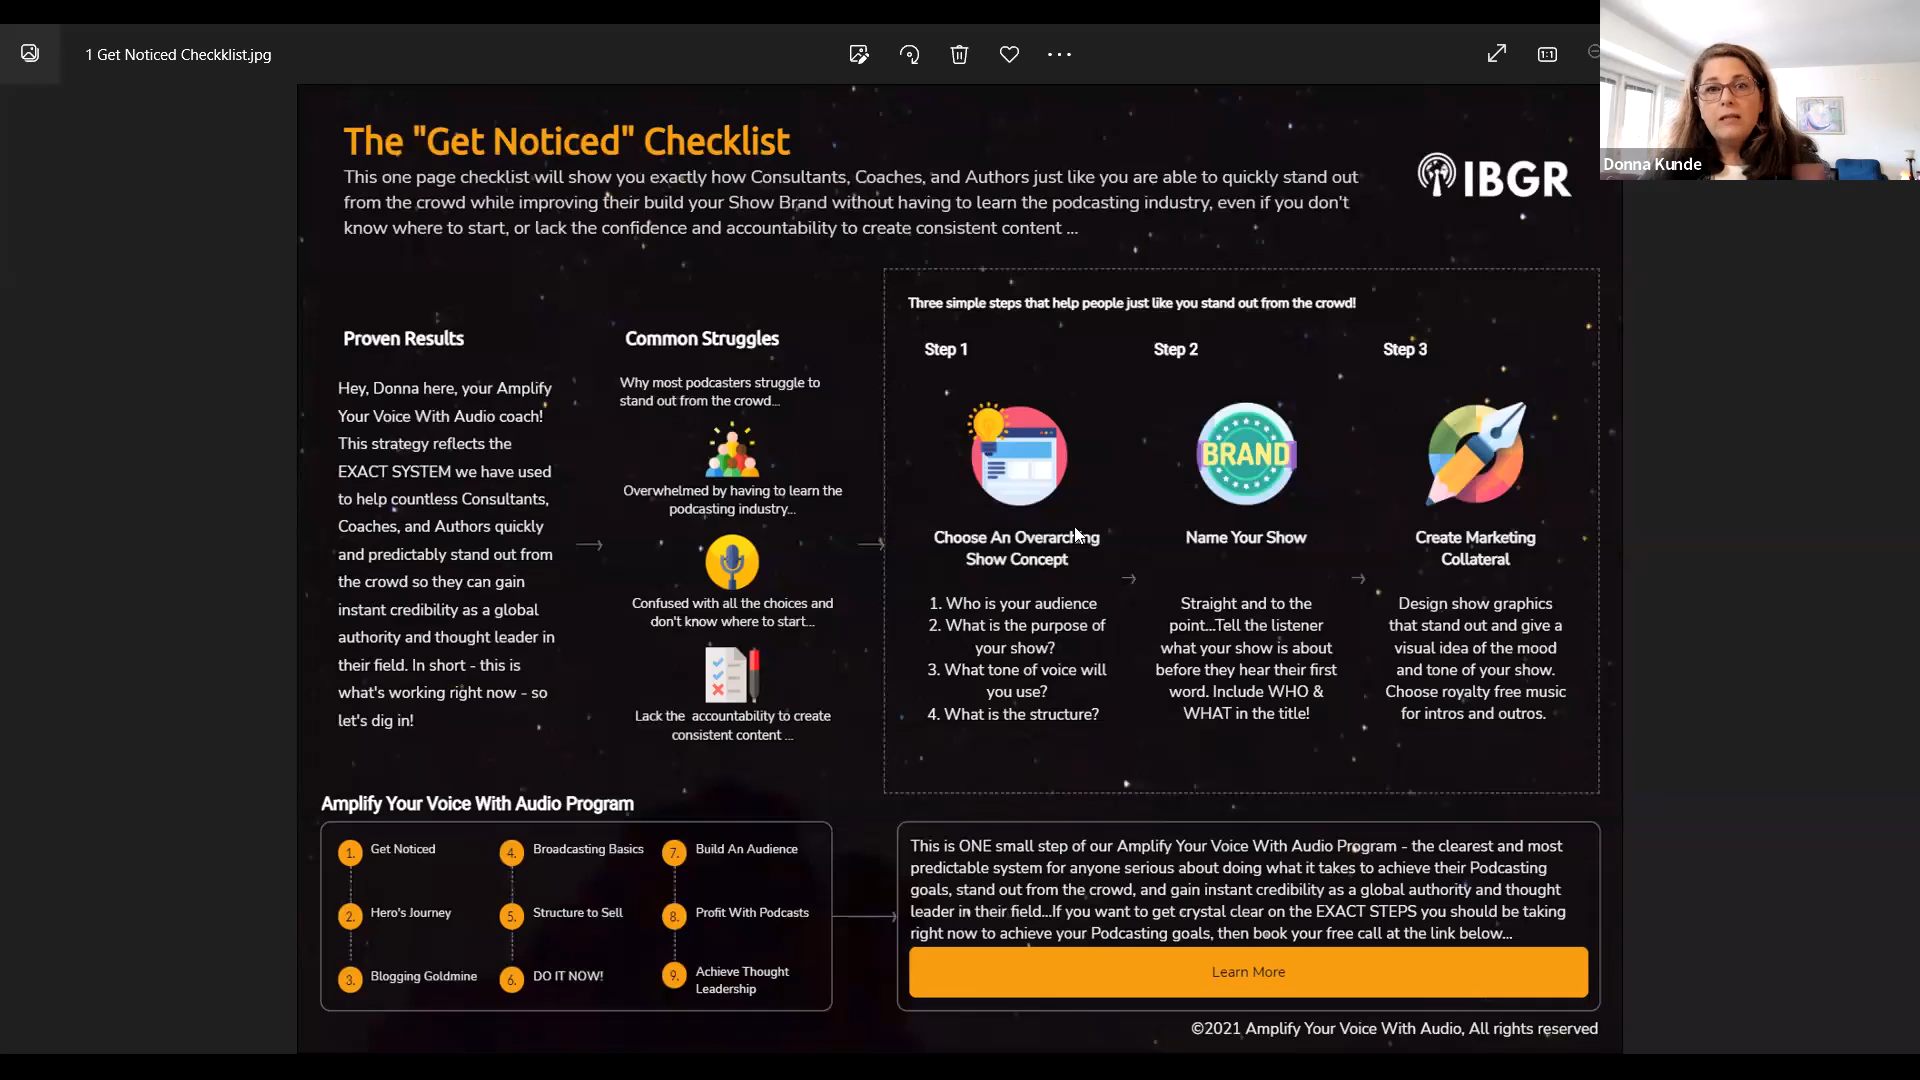 1 Get Noticed Checkklist.jpg
Donna Kunde
The "Get Noticed" Checklist
This one page checklist will show you exactly how Consultants, Coaches, and Authors just like you are able to quickly stand out
from the crowd while improving their build your Show Brand without having to learn the podcasting industry, even if you don't
know where to start, or lack the confidence and accountability to create consistent content ...
IBGR
Proven Results
Hey, Donna here, your Amplify
Your Voice With Audio coach!
This strategy reflects the
EXACT SYSTEM we have used
to help countless Consultants,
Coaches, and Authors quickly
and predictably stand out from
the crowd so they can gain
instant credibility as a global
authority and thought leader in
their field. In short - this is
what's working right now - so
let's dig in!
Common Struggles
Why most podcasters struggle to
stand out from the crowd...
Overwhelmed by having to learn the
podcasting industry...
Confused with all the choices and
don't know where to start...
Lack the accountability to create
consistent content ...
Three simple steps that help people just like you stand out from the crowd!
Step 1
Choose An Overarching
Show Concept
1. Who is your audience
2. What is the purpose of
your show?
3. What tone of voice will
you use?
4. What is the structure?
Step 2
BRAND
Name Your Show
Straight and to the
point...Tell the listener
what your show is about
before they hear their first
word. Include WHO &
WHAT in the title!
Step 3
Create Marketing
Collateral
Design show graphics
that stand out and give a
visual idea of the mood
and tone of your show.
Choose royalty free music
for intros and outros.
Amplify Your Voice With Audio Program
1. Get Noticed
2. Hero's Journey
3. Blogging Goldmine
4. Broadcasting Basics
5. Structure to Sell
6. DO IT NOW!
7. Build An Audience
8. Profit With Podcasts
9. Achieve Thought
Leadership
This is ONE small step of our Amplify Your Voice With Audio Program - the clearest and most
predictable system for anyone serious about doing what it takes to achieve their Podcasting
goals, stand out from the crowd, and gain instant credibility as a global authority and thought
leader in their field...If you want to get crystal clear on the EXACT STEPS you should be taking
right now to achieve your Podcasting goals, then book your free call at the link below...
Learn More
©2021 Amplify Your Voice With Audio, All rights reserved